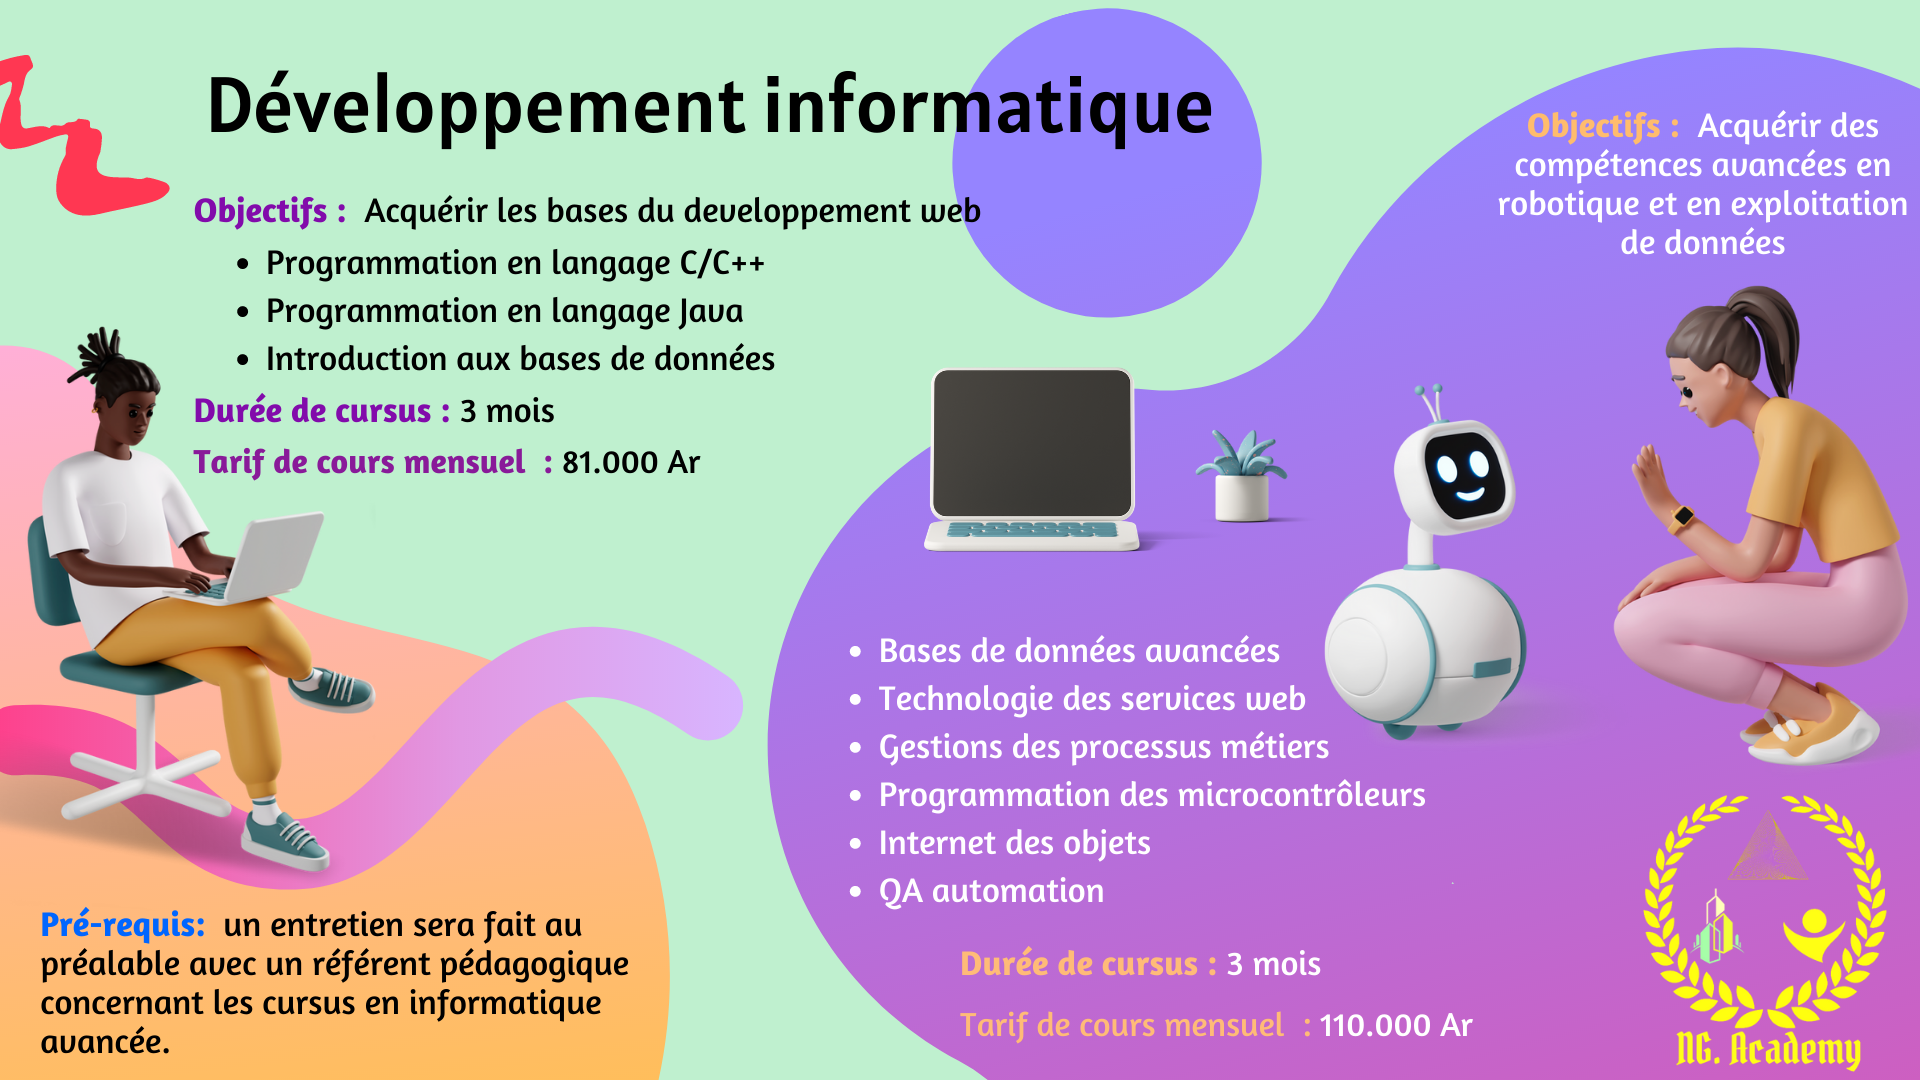 Développement informatique
Objectifs : Acquérir les bases du developpement web
• Programmation en langage C/C++
• Programmation en langage Java
• Introduction aux bases de données
Durée de cursus : 3 mois
Tarif de cours mensuel : 81.000 Ar
Pré-requis: un entretien sera fait au
préalable avec un référent pédagogique
concernant les cursus en informatique
avancée.
Objectifs : Acquérir des
compétences avancées en
robotique et en exploitation
de données
• Bases de données avancées
• Technologie des services web
• Gestions des processus métiers
• Programmation des microcontrôleurs
• Internet des objets
• QA automation
Durée de cursus : 3 mois
Tarif de cours mensuel : 110.000 Ar
NG. Academy